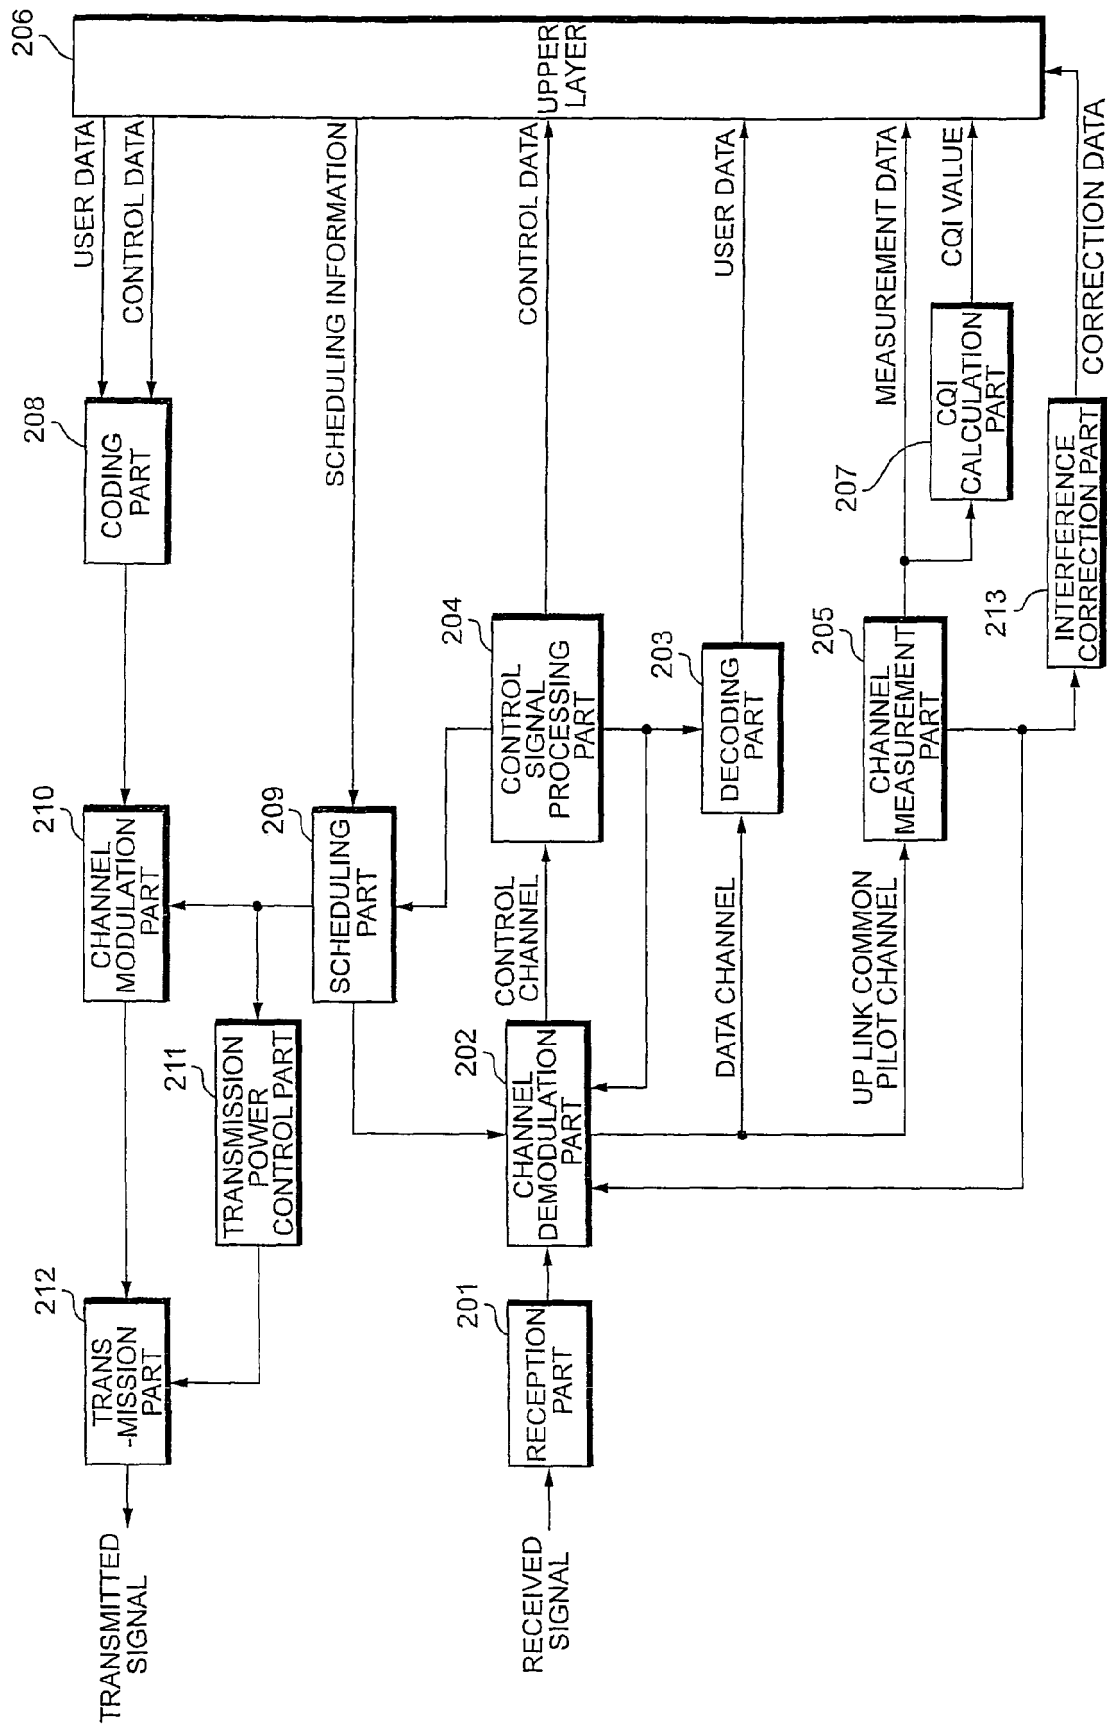 TRANSMITTED
SIGNAL
212
TRANS
-MISSION
PART
210
CHANNEL
MODULATION
PART
208
CODING
PART
USER DATA
CONTROL DATA
206
UPPER
LAYER
211
TRANSMISSION
POWER
CONTROL PART
209
SCHEDULING
PART
SCHEDULING INFORMATION
RECEIVED
SIGNAL
201
RECEPTION
PART
202
CHANNEL
DEMODULATION
PART
CONTROL
CHANNEL
204
CONTROL
SIGNAL
PROCESSING
PART
CONTROL DATA
DATA CHANNEL
203
DECODING
PART
USER DATA
UP LINK COMMON
PILOT CHANNEL
205
CHANNEL
MEASUREMENT
PART
MEASUREMENT DATA
207
CQI
CALCULATION
PART
CQI VALUE
213
INTERFERENCE
CORRECTION PART
CORRECTION DATA